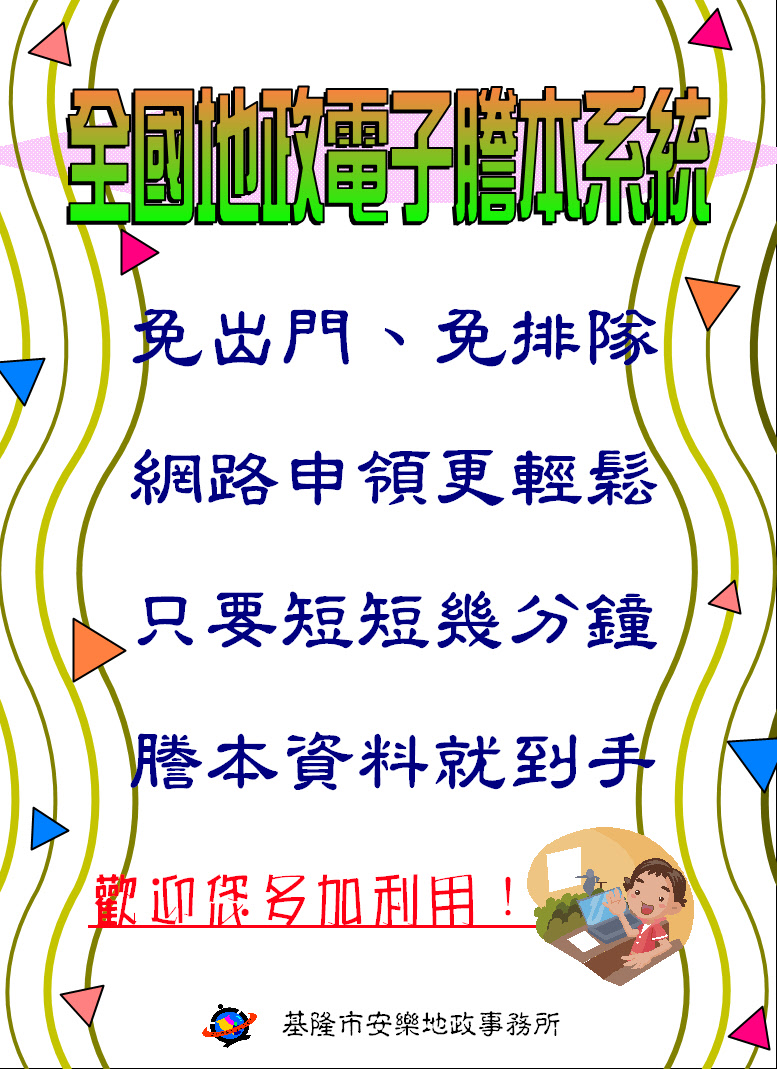 全國地政電子謄本系統
免出門、免排隊
網路申領更輕鬆
只要短短幾分鐘
謄本資料就到手
歡迎您多加利用！
基隆市安樂地政事務所